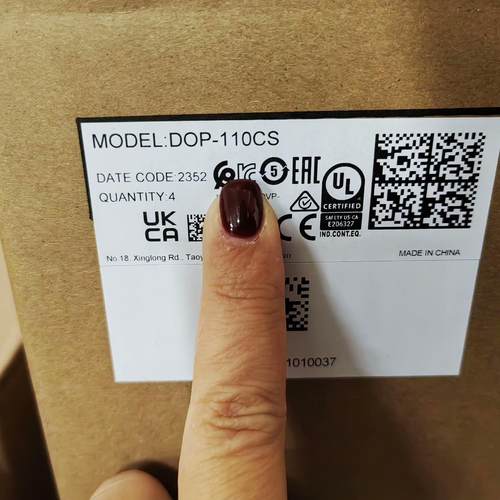 MODEL:DOP-110CS
DATE CODE:2352
5
EAC
QUANTITY:4
UL
CERTIFIED
SAFETY US-CA
E206327
IND.CONT.EQ.
UK
CA
CE
No.18, Xinglong Rd.,
MADE IN CHINA
1010037